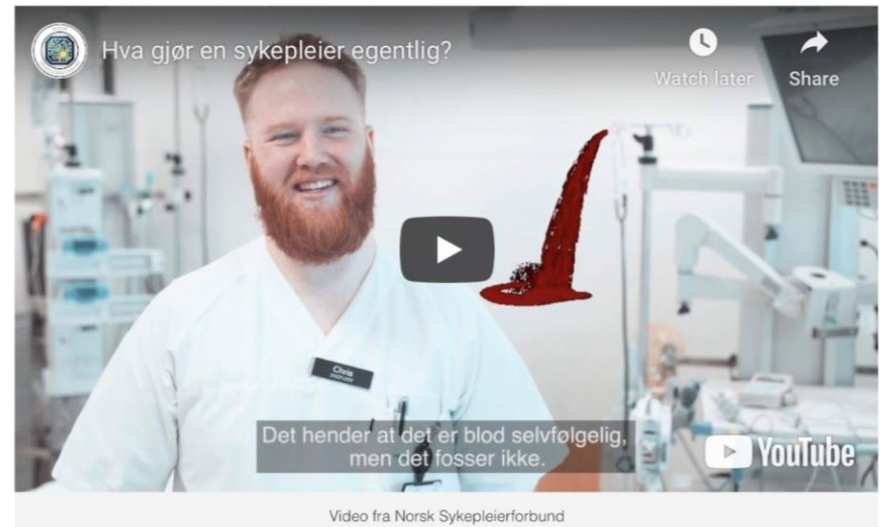 Hva gjør en sykepleier egentlig?
Watch later
Share
Chris
Det hender at det er blod selvfølgelig,
men det fosser ikke.
YouTube
Video fra Norsk Sykepleierforbund